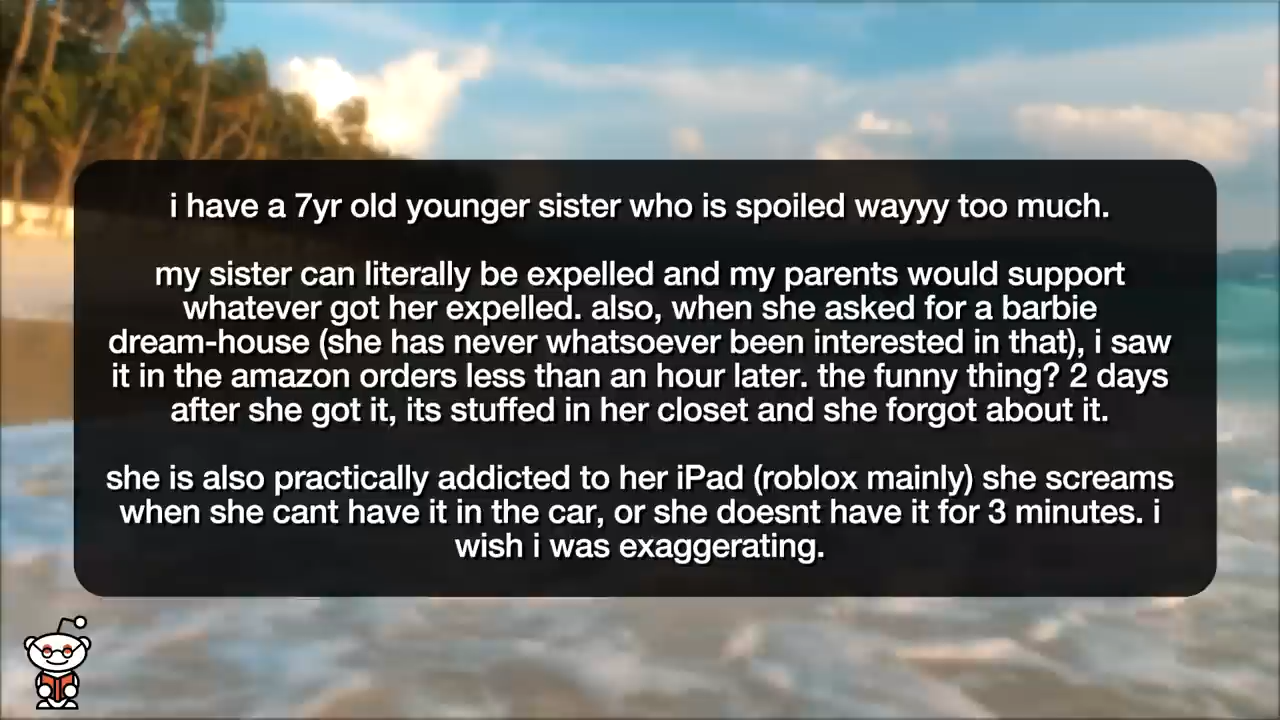 i have a 7yr old younger sister who is spoiled wayyy too much.
my sister can literally be expelled and my parents would support
whatever got her expelled. also, when she asked for a barbie
dream-house (she has never whatsoever been interested in that), i saw
it in the amazon orders less than an hour later. the funny thing? 2 days
after she got it, its stuffed in her closet and she forgot about it.
she is also practically addicted to her iPad (roblox mainly) she screams
when she cant have it in the car, or she doesnt have it for 3 minutes. i
wish i was exaggerating.